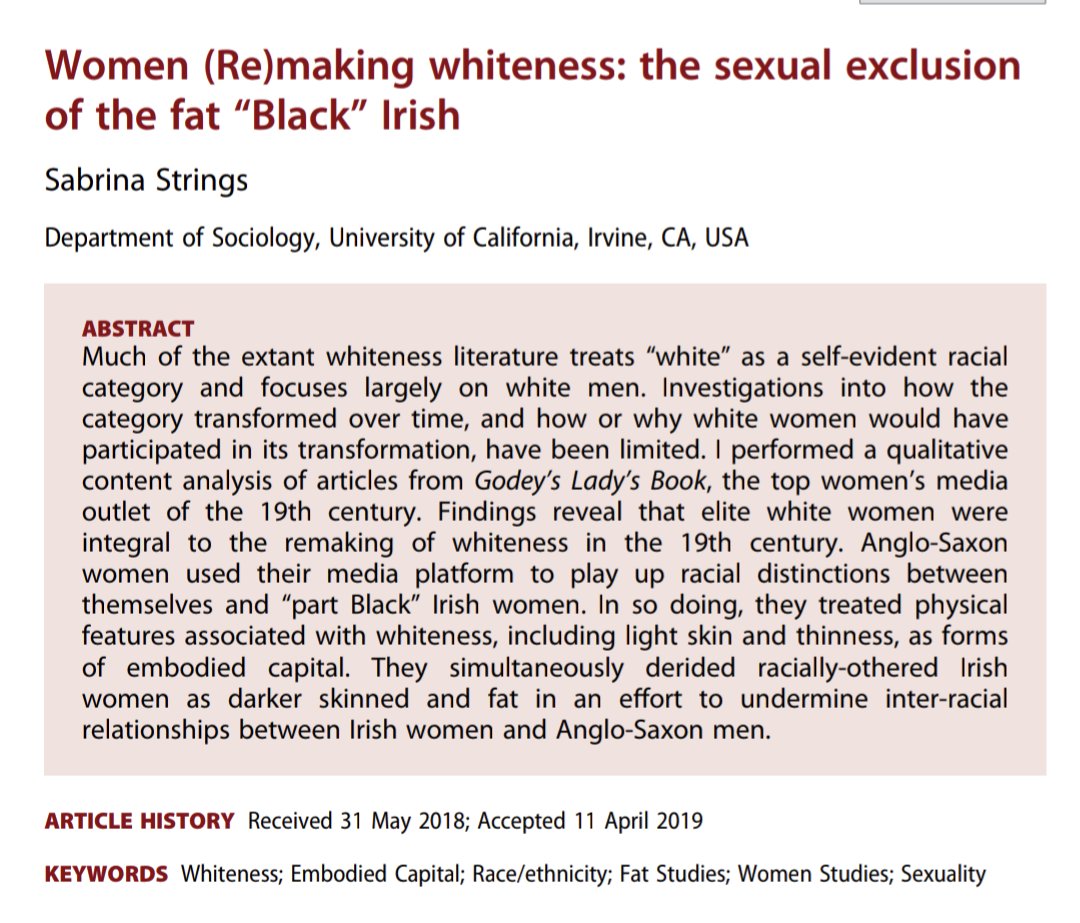 Women (Re)making whiteness: the sexual exclusion
of the fat “Black” Irish
Sabrina Strings
Department of Sociology, University of California, Irvine, CA, USA
ABSTRACT
Much of the extant whiteness literature treats “white” as a self-evident racial
category and focuses largely on white men. Investigations into how the
category transformed over time, and how or why white women would have
participated in its transformation, have been limited. I performed a qualitative
content analysis of articles from Godey’s Lady’s Book, the top women’s media
outlet of the 19th century. Findings reveal that elite white women were
integral to the remaking of whiteness in the 19th century. Anglo-Saxon
women used their media platform to play up racial distinctions between
themselves and “part Black” Irish women. In so doing, they treated physical
features associated with whiteness, including light skin and thinness, as forms
of embodied capital. They simultaneously derided racially-othered Irish
women as darker skinned and fat in an effort to undermine inter-racial
relationships between Irish women and Anglo-Saxon men.
ARTICLE HISTORY Received 31 May 2018; Accepted 11 April 2019
KEYWORDS Whiteness; Embodied Capital; Race/ethnicity; Fat Studies; Women Studies; Sexuality